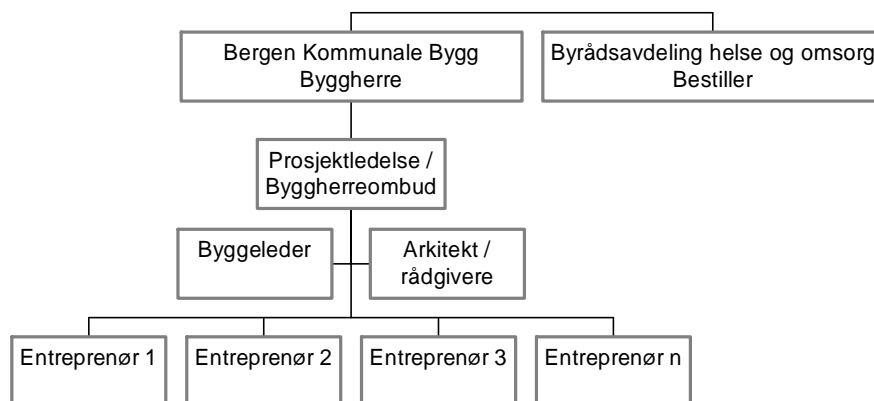 Bergen Kommunale Bygg
Byggherre
Byrådsavdeling helse og omsorg
Bestiller
Prosjektledelse /
Byggherreombud
Byggeleder
Arkitekt /
rådgivere
Entreprenør 1
Entreprenør 2
Entreprenør 3
Entreprenør n